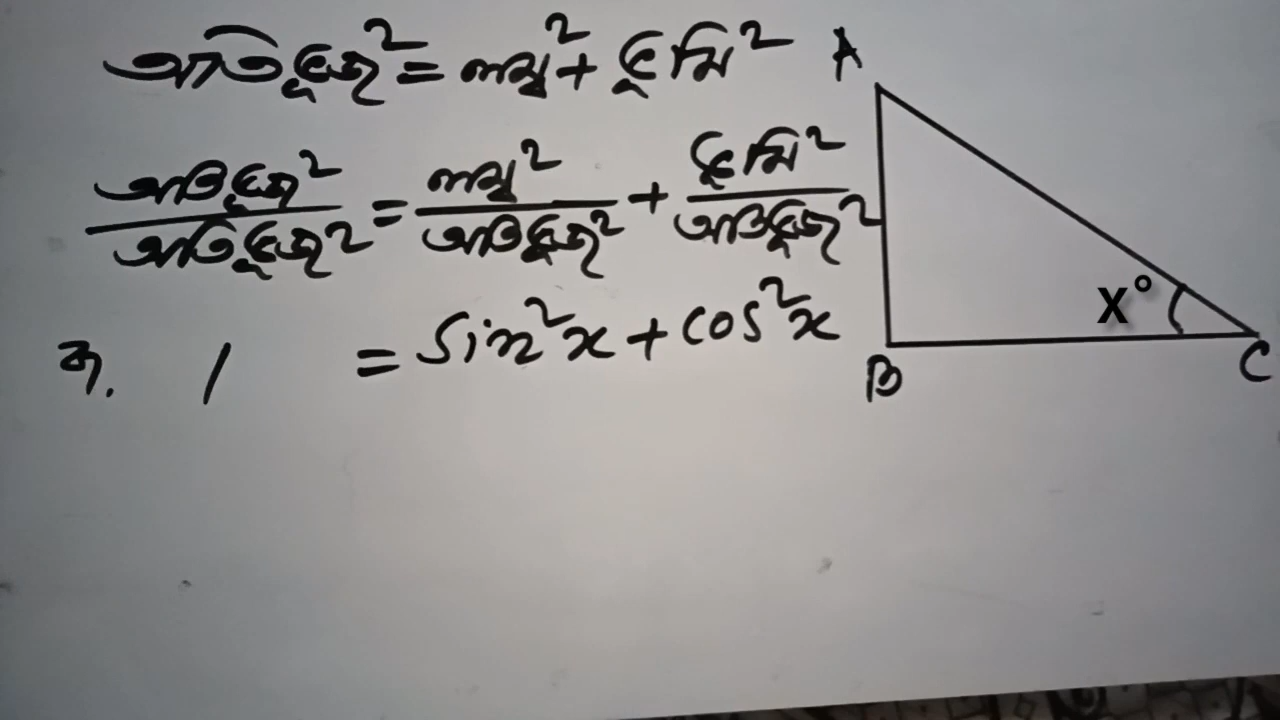 অতিভূজ² = লম্ব² + ভূমি²
অতিভূজ²/অতিভূজ² = লম্ব²/অতিভূজ² + ভূমি²/অতিভূজ²
ক. 1 = sin²x + cos²x
A
X°
B
C